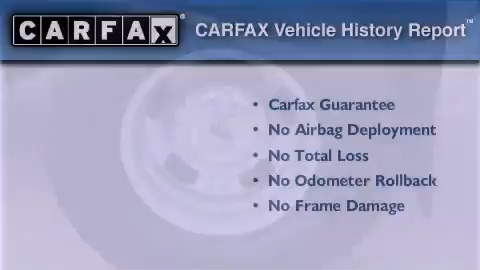 CARFAX® CARFAX Vehicle History Report™
• Carfax Guarantee
• No Airbag Deployment
• No Total Loss
• No Odometer Rollback
• No Frame Damage